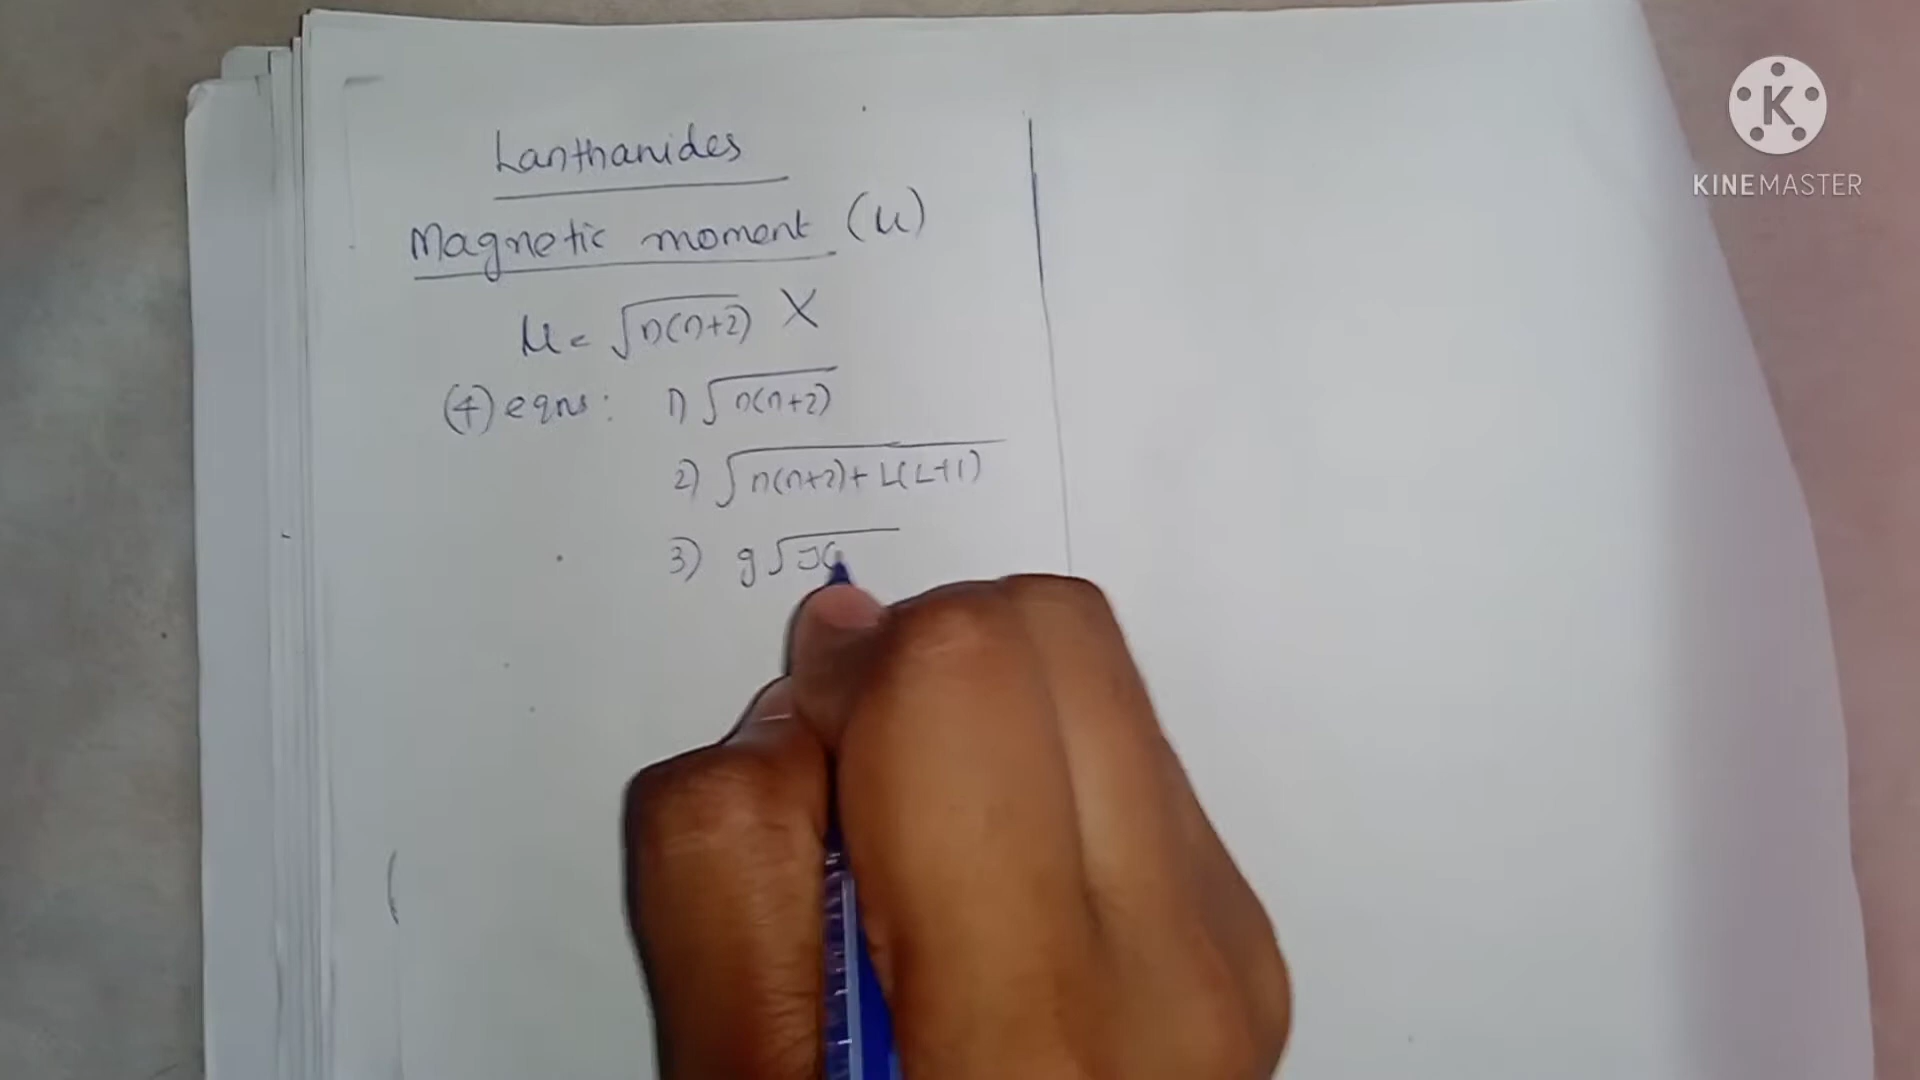 Lanthanides
Magnetic moment (μ)
μ = √n(n+2) X
(4) eqns: 1) √n(n+2)
2) √n(n+2)+L(L+1)
3) g√J(
K
KINEMASTER